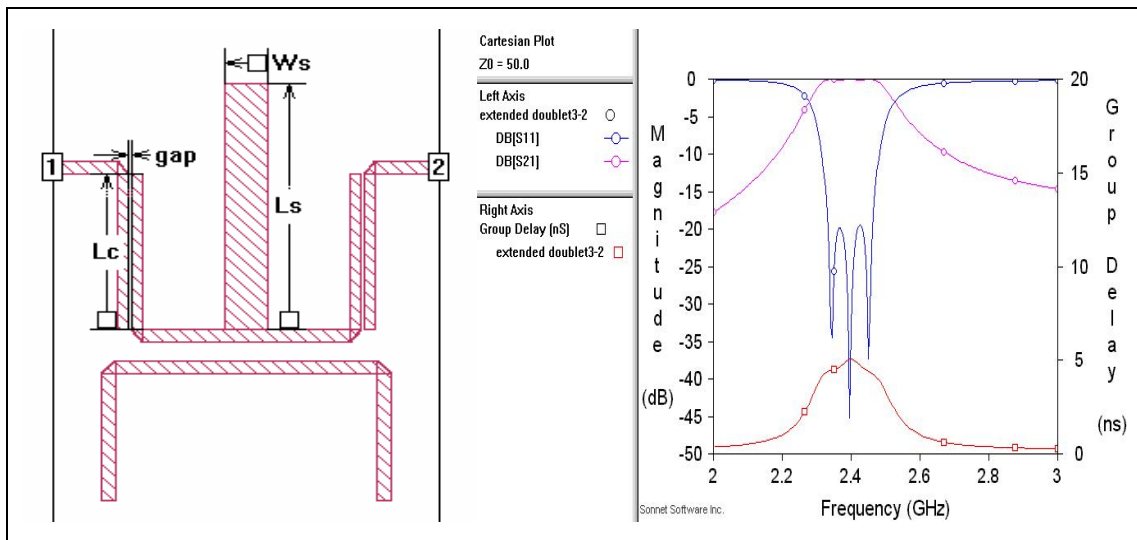 Ws
gap
1
2
Ls
Lc
Cartesian Plot
Z0 = 50.0
Left Axis
extended doublet3-2
DB[S11]
DB[S21]
Right Axis
Group Delay (nS)
extended doublet3-2
Magnitude
(dB)
0
-5
-10
-15
-20
-25
-30
-35
-40
-45
-50
20
15
10
5
0
Group Delay
(ns)
2
2.2
2.4
2.6
2.8
3
Frequency (GHz)
Sonnet Software Inc.